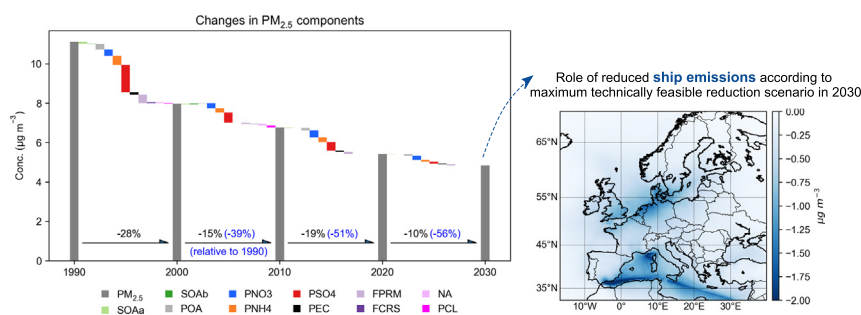 Changes in PM2.5 components
Conc. (μg m⁻³)
10
8
6
4
2
0
-28%
-15% (-39%)
(relative to 1990)
-19% (-51%)
-10% (-56%)
1990
2000
2010
2020
2030
PM2.5
SOAb
PNO3
PSO4
FPRM
NA
SOAa
POA
PNH4
PEC
FCRS
PCL
Role of reduced ship emissions according to
maximum technically feasible reduction scenario in 2030
65°N
55°N
45°N
35°N
10°W
0°
10°E
20°E
30°E
0.00
-0.25
-0.50
-0.75
-1.00
-1.25
-1.50
-1.75
-2.00
μg m⁻³